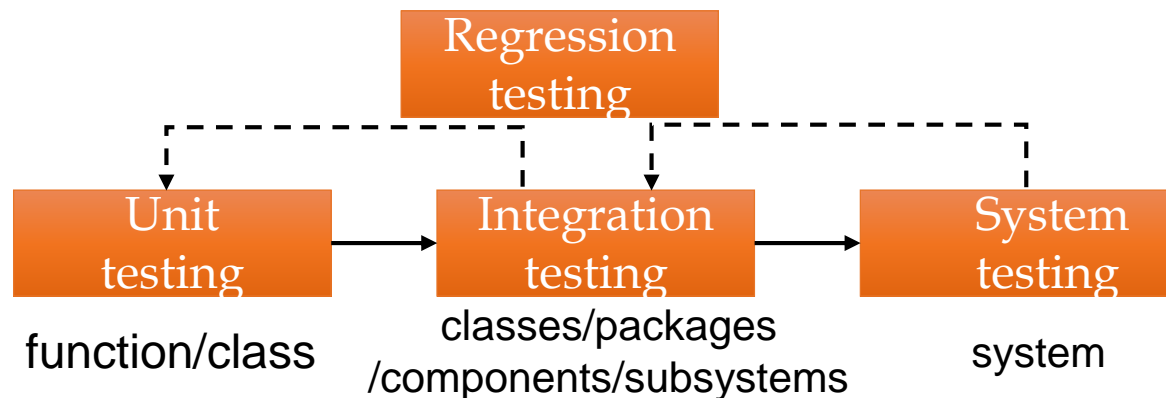 Regression
testing
Unit
testing
Integration
testing
System
testing
function/class
classes/packages
/components/subsystems
system